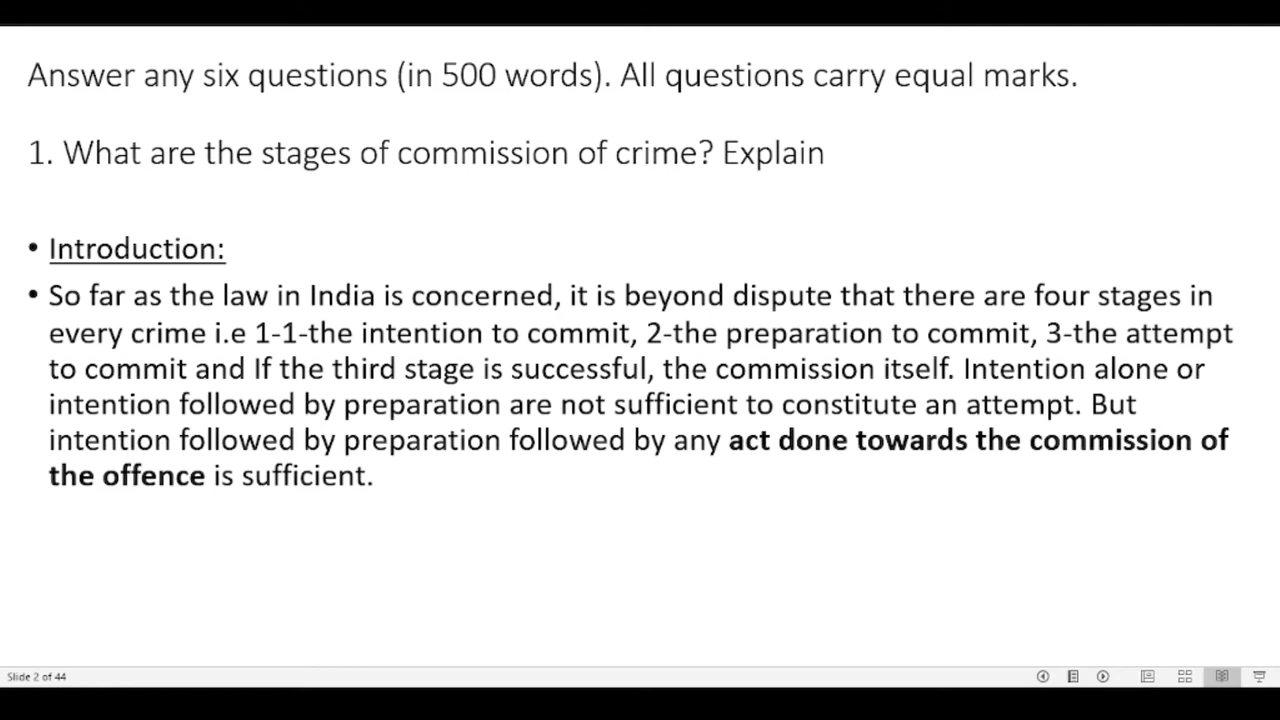 Answer any six questions (in 500 words). All questions carry equal marks.
1. What are the stages of commission of crime? Explain
• Introduction:
• So far as the law in India is concerned, it is beyond dispute that there are four stages in
every crime i.e 1-1-the intention to commit, 2-the preparation to commit, 3-the attempt
to commit and If the third stage is successful, the commission itself. Intention alone or
intention followed by preparation are not sufficient to constitute an attempt. But
intention followed by preparation followed by any act done towards the commission of
the offence is sufficient.
Slide 2 of 44